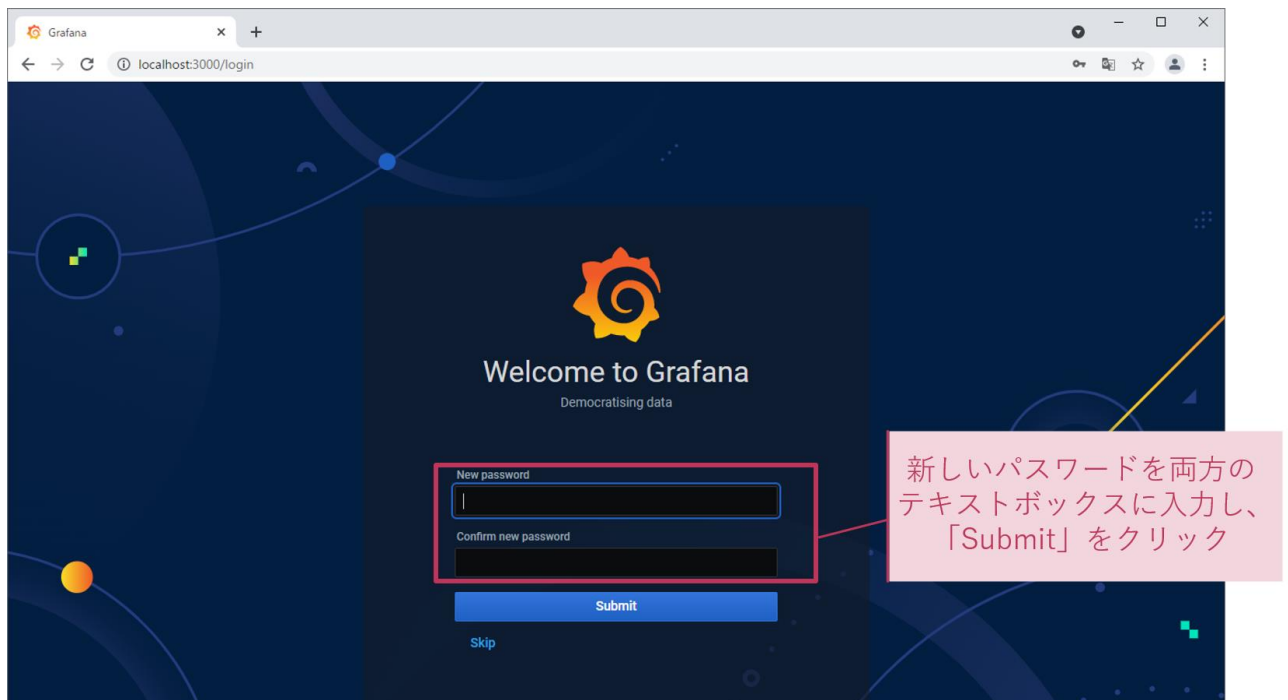 Grafana
localhost:3000/login
Welcome to Grafana
Democratising data
New password
Confirm new password
Submit
Skip
新しいパスワードを両方の
テキストボックスに入力し、
「Submit」をクリック